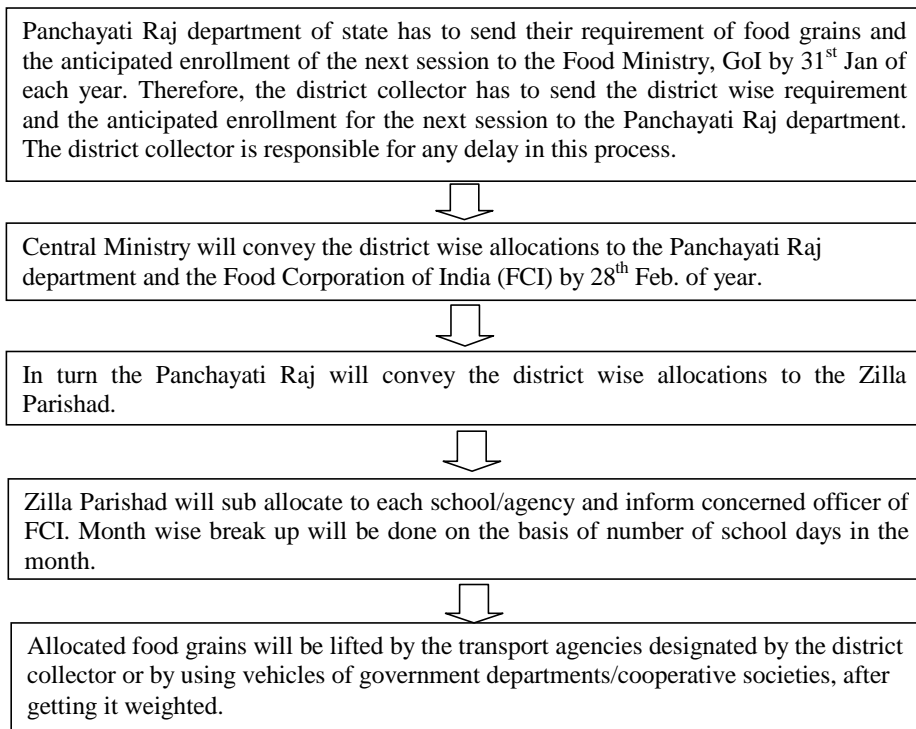 Panchayati Raj department of state has to send their requirement of food grains and
the anticipated enrollment of the next session to the Food Ministry, GoI by 31st Jan of
each year. Therefore, the district collector has to send the district wise requirement
and the anticipated enrollment for the next session to the Panchayati Raj department.
The district collector is responsible for any delay in this process.
Central Ministry will convey the district wise allocations to the Panchayati Raj
department and the Food Corporation of India (FCI) by 28th Feb. of year.
In turn the Panchayati Raj will convey the district wise allocations to the Zilla
Parishad.
Zilla Parishad will sub allocate to each school/agency and inform concerned officer of
FCI. Month wise break up will be done on the basis of number of school days in the
month.
Allocated food grains will be lifted by the transport agencies designated by the district
collector or by using vehicles of government departments/cooperative societies, after
getting it weighted.